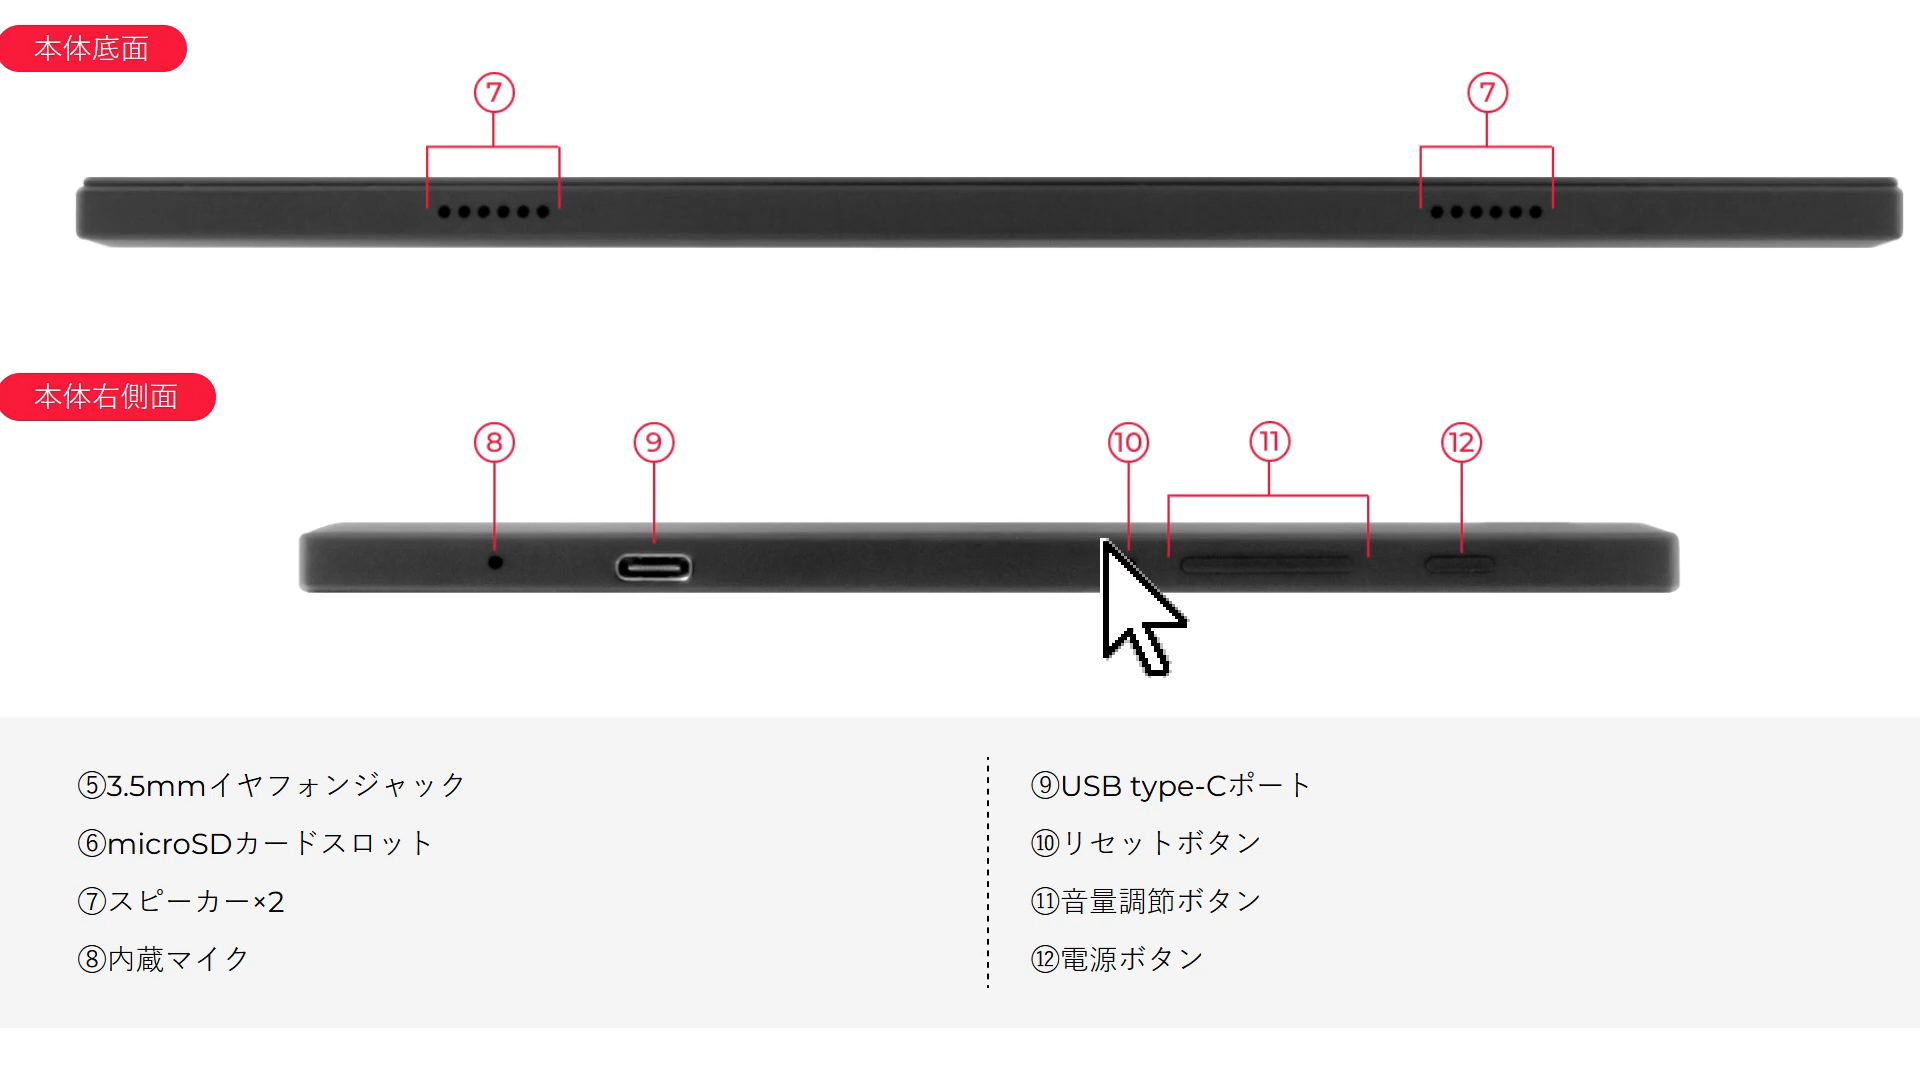 本体底面
⑦ ⑦
本体右側面
⑧ ⑨ ⑩ ⑪ ⑫
⑤3.5mmイヤフォンジャック
⑥microSDカードスロット
⑦スピーカー×2
⑧内蔵マイク
⑨USB type-Cポート
⑩リセットボタン
⑪音量調節ボタン
⑫電源ボタン